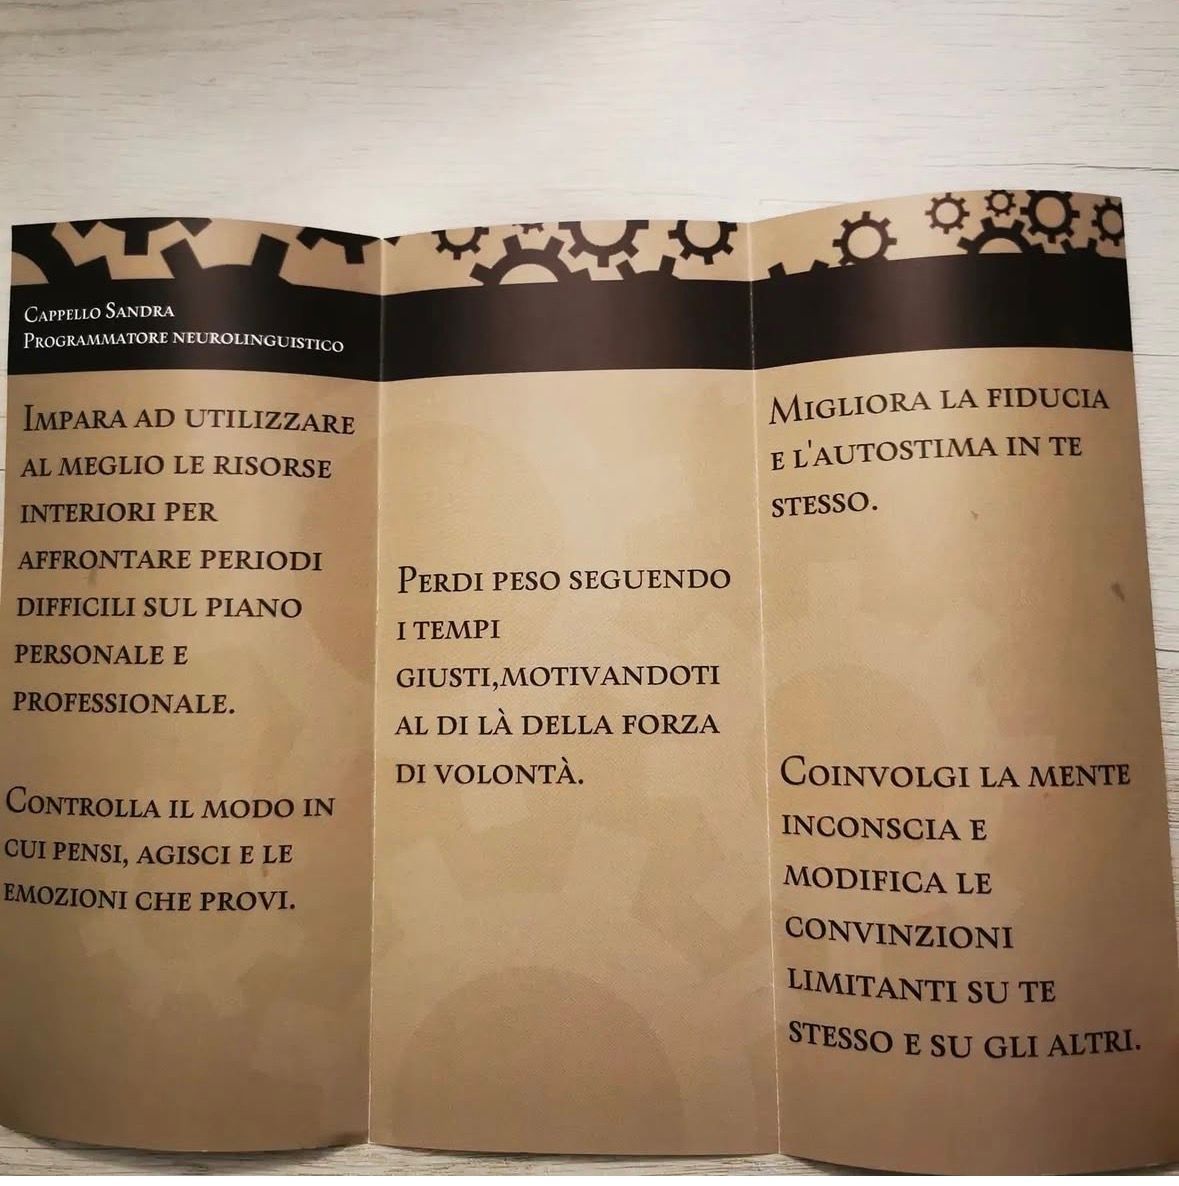 Cappello Sandra
Programmatore neurolinguistico
Impara ad utilizzare
al meglio le risorse
interiori per
affrontare periodi
difficili sul piano
personale e
professionale.
Controlla il modo in
cui pensi, agisci e le
emozioni che provi.
Perdi peso seguendo
i tempi
giusti,motivandoti
al di là della forza
di volontà.
Migliora la fiducia
e l'autostima in te
stesso.
Coinvolgi la mente
inconscia e
modifica le
convinzioni
limitanti su te
stesso e su gli altri.